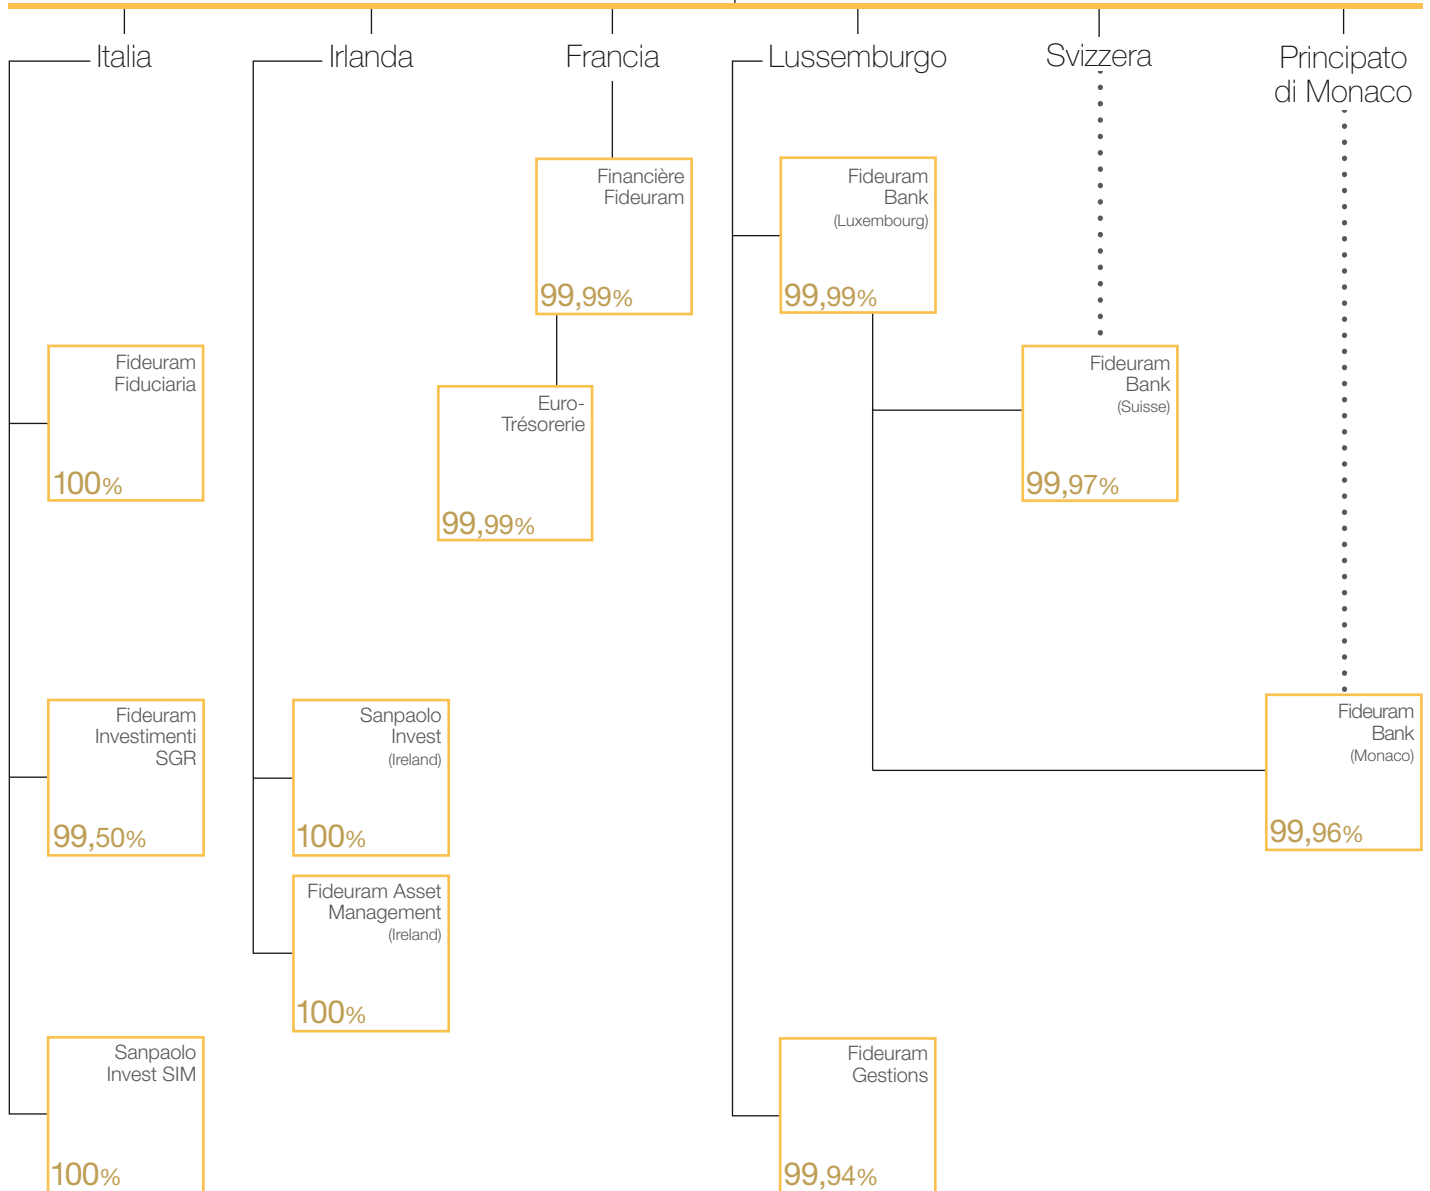 Italia
Irlanda
Francia
Lussemburgo
Svizzera
Principato
di Monaco
Financière
Fideuram
99,99%
Fideuram
Bank
(Luxembourg)
99,99%
Fideuram
Fiduciaria
100%
Euro-
Trésorerie
99,99%
Fideuram
Bank
(Suisse)
99,97%
Fideuram
Investimenti
SGR
99,50%
Sanpaolo
Invest
(Ireland)
100%
Fideuram
Bank
(Monaco)
99,96%
Fideuram Asset
Management
(Ireland)
100%
Sanpaolo
Invest SIM
100%
Fideuram
Gestions
99,94%